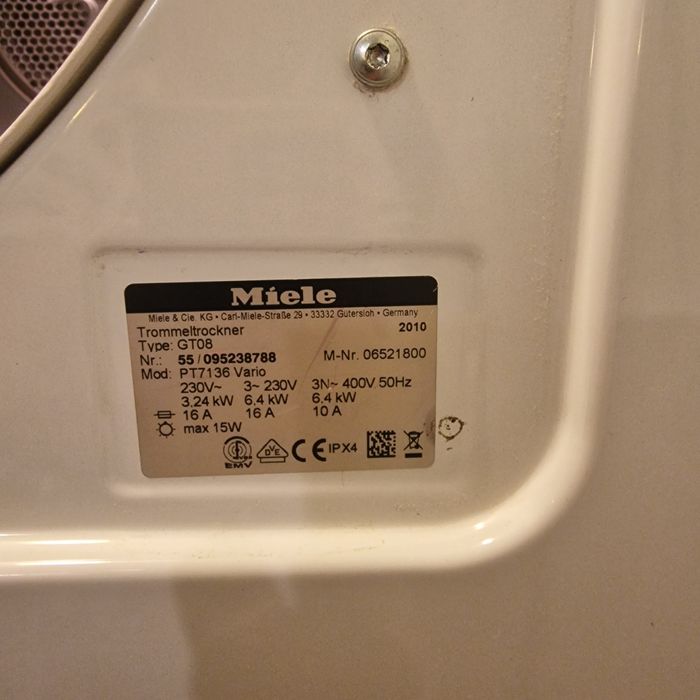 Miele
Miele & Cie. KG • Carl-Miele-Straße 29 • 33332 Gütersloh • Germany
Trommeltrockner 2010
Type: GT08
Nr.: 55 / 095238788 M-Nr. 06521800
Mod: PT7136 Vario
230V~ 3~ 230V 3N~ 400V 50Hz
3,24 kW 6,4 kW 6,4 kW
16 A 16 A 10 A
max 15W
DVE CE IPX4
EMV